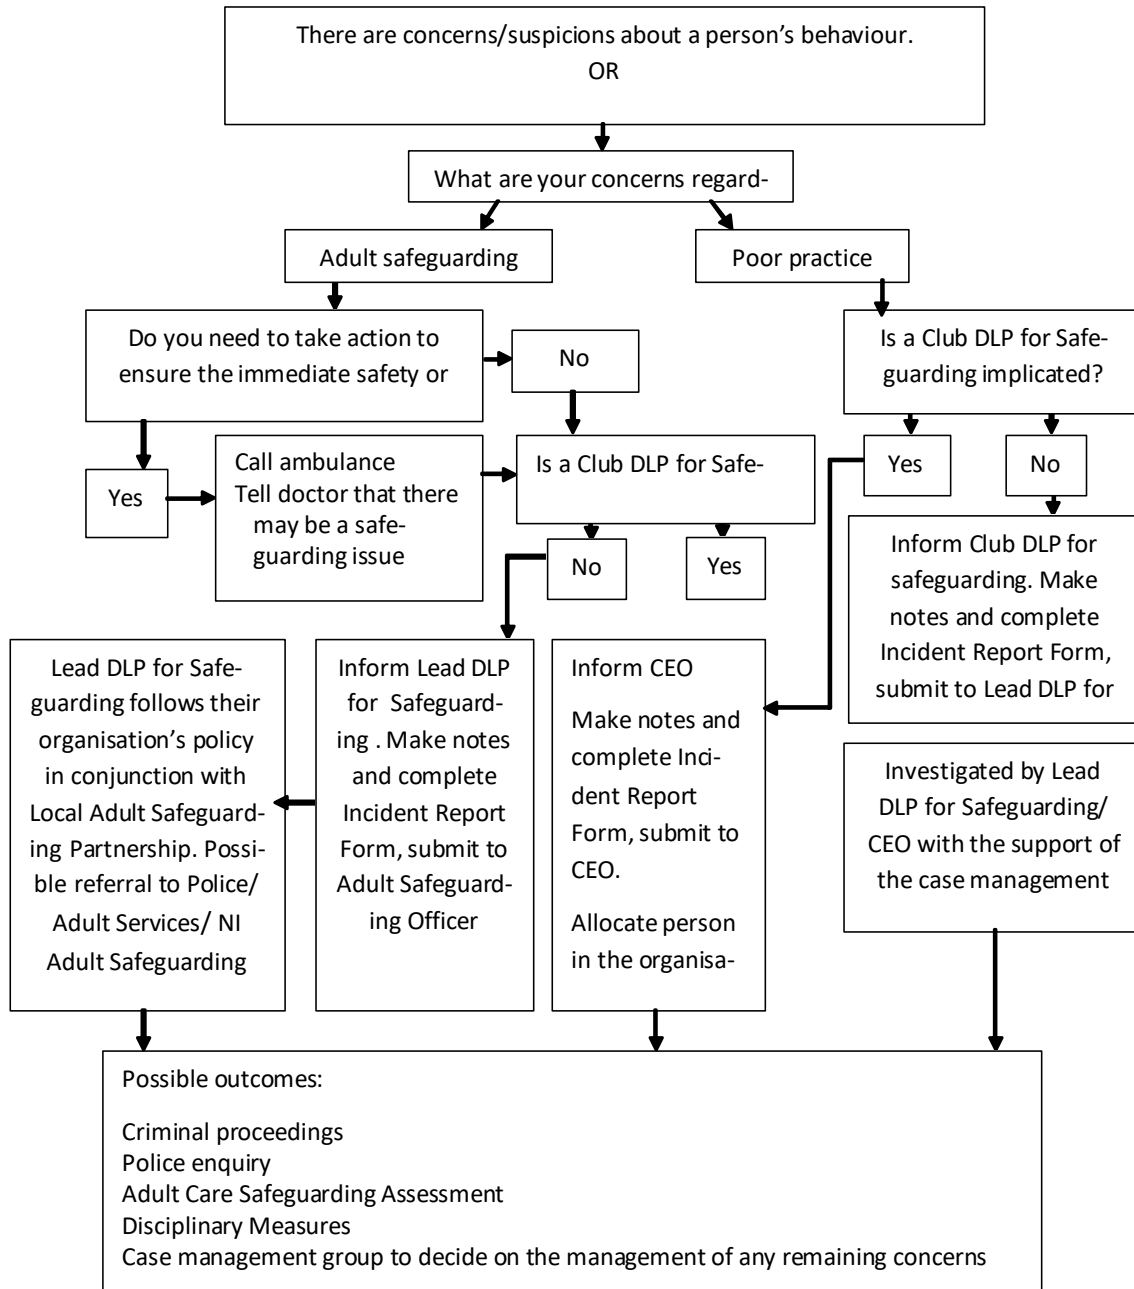 There are concerns/suspicions about a person’s behaviour.
OR
What are your concerns regard-
Adult safeguarding
Poor practice
Do you need to take action to
ensure the immediate safety or
No
Is a Club DLP for Safe-
guarding implicated?
Yes
Call ambulance
Tell doctor that there
may be a safe-
guarding issue
Is a Club DLP for Safe-
Yes
No
No
Yes
Inform Club DLP for
safeguarding. Make
notes and complete
Incident Report Form,
submit to Lead DLP for
Lead DLP for Safe-
guarding follows their
organisation’s policy
in conjunction with
Local Adult Safeguard-
ing Partnership. Possi-
ble referral to Police/
Adult Services/ NI
Adult Safeguarding
Inform Lead DLP
for Safeguard-
ing . Make notes
and complete
Incident Report
Form, submit to
Adult Safeguard-
ing Officer
Inform CEO
Make notes and
complete Inci-
dent Report
Form, submit to
CEO.
Allocate person
in the organisa-
Investigated by Lead
DLP for Safeguarding/
CEO with the support of
the case management
Possible outcomes:
Criminal proceedings
Police enquiry
Adult Care Safeguarding Assessment
Disciplinary Measures
Case management group to decide on the management of any remaining concerns